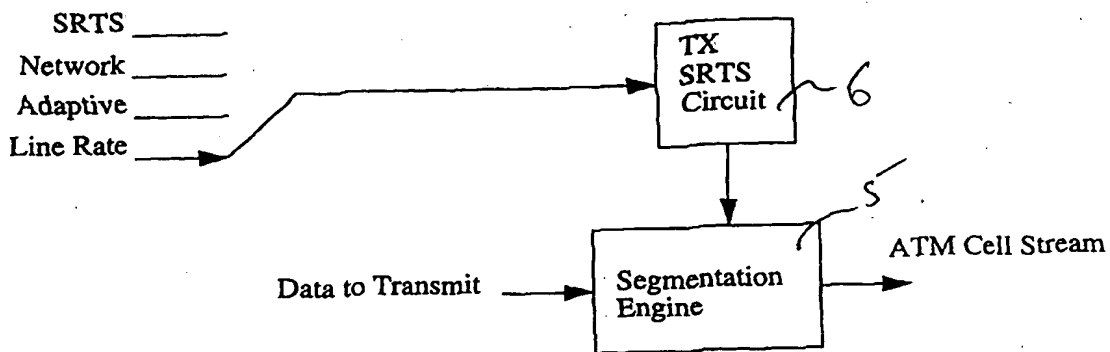 SRTS
Network
Adaptive
Line Rate
TX
SRTS
Circuit
6
5
ATM Cell Stream
Data to Transmit
Segmentation
Engine